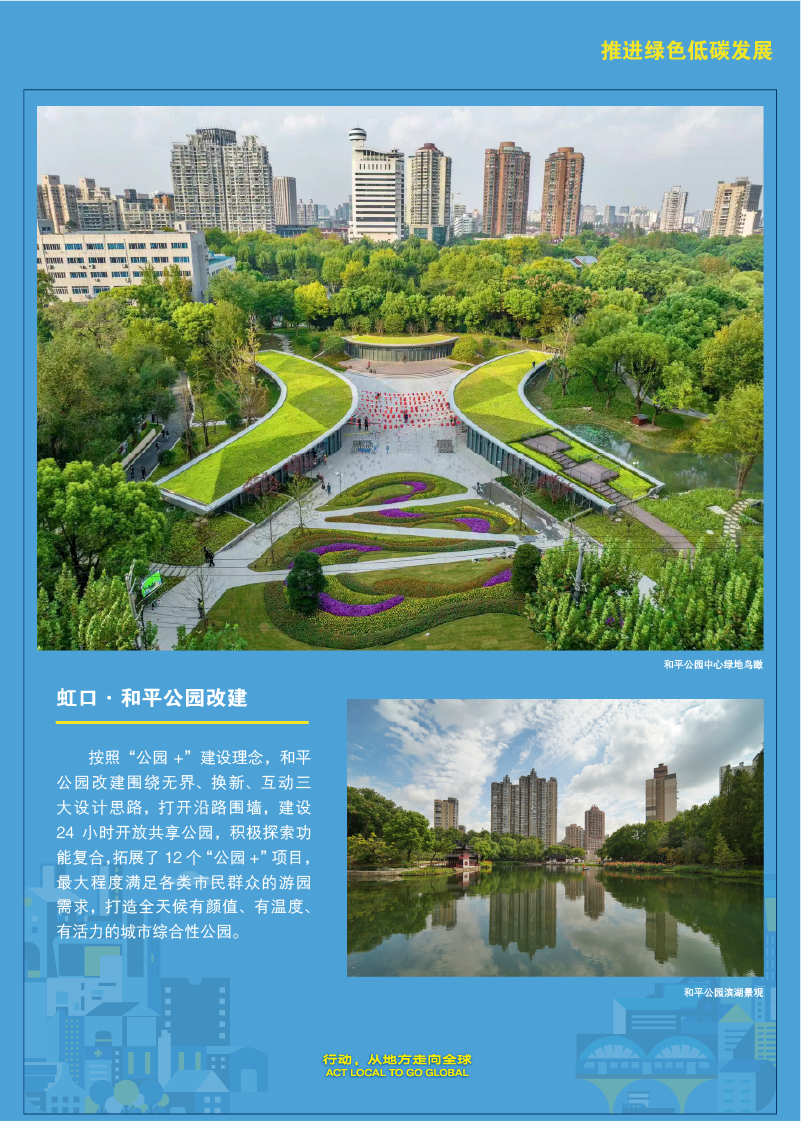 推进绿色低碳发展
和平公园中心绿地鸟瞰
虹口·和平公园改建
按照“公园+”建设理念，和平
公园改建围绕无界、换新、互动三
大设计思路，打开沿路围墙，建设
24 小时开放共享公园，积极探索功
能复合，拓展了 12 个“公园+”项目，
最大程度满足各类市民群众的游园
需求，打造全天候有颜值、有温度、
有活力的城市综合性公园。
和平公园滨湖景观
行动，从地方走向全球
ACT LOCAL TO GO GLOBAL